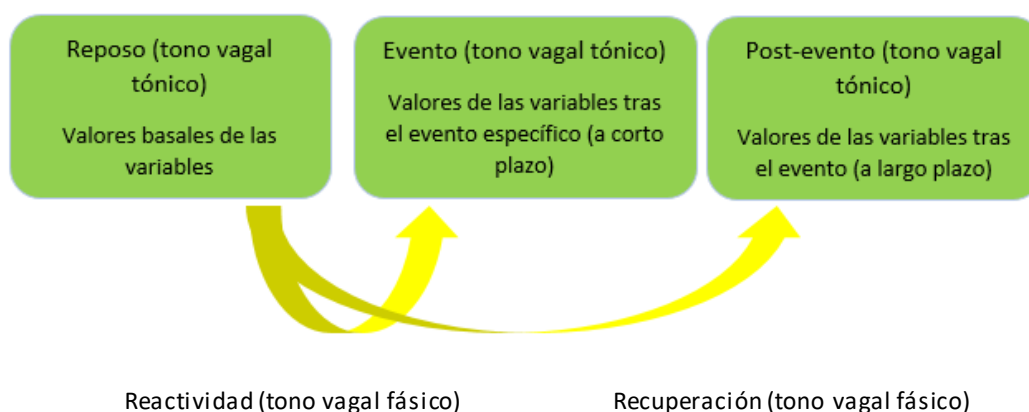 Reposo (tono vagal
tónico)
Valores basales de las
variables
Evento (tono vagal tónico)
Valores de las variables tras
el evento específico (a corto
plazo)
Post-evento (tono vagal
tónico)
Valores de las variables tras
el evento (a largo plazo)
Reactividad (tono vagal fásico)
Recuperación (tono vagal fásico)